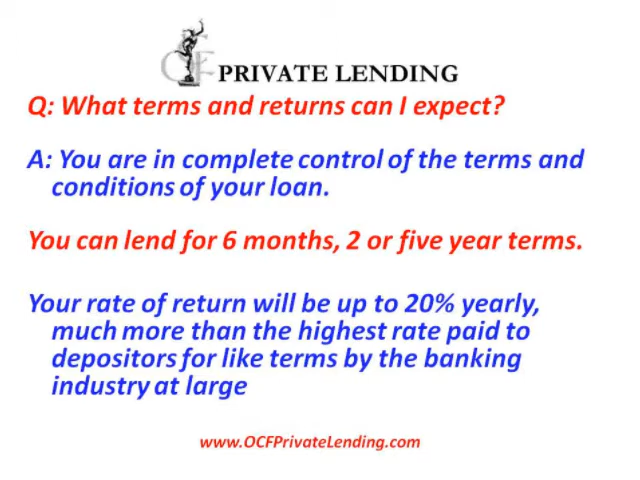 OCF PRIVATE LENDING
Q: What terms and returns can I expect?
A: You are in complete control of the terms and
conditions of your loan.
You can lend for 6 months, 2 or five year terms.
Your rate of return will be up to 20% yearly,
much more than the highest rate paid to
depositors for like terms by the banking
industry at large
www.OCFPrivateLending.com